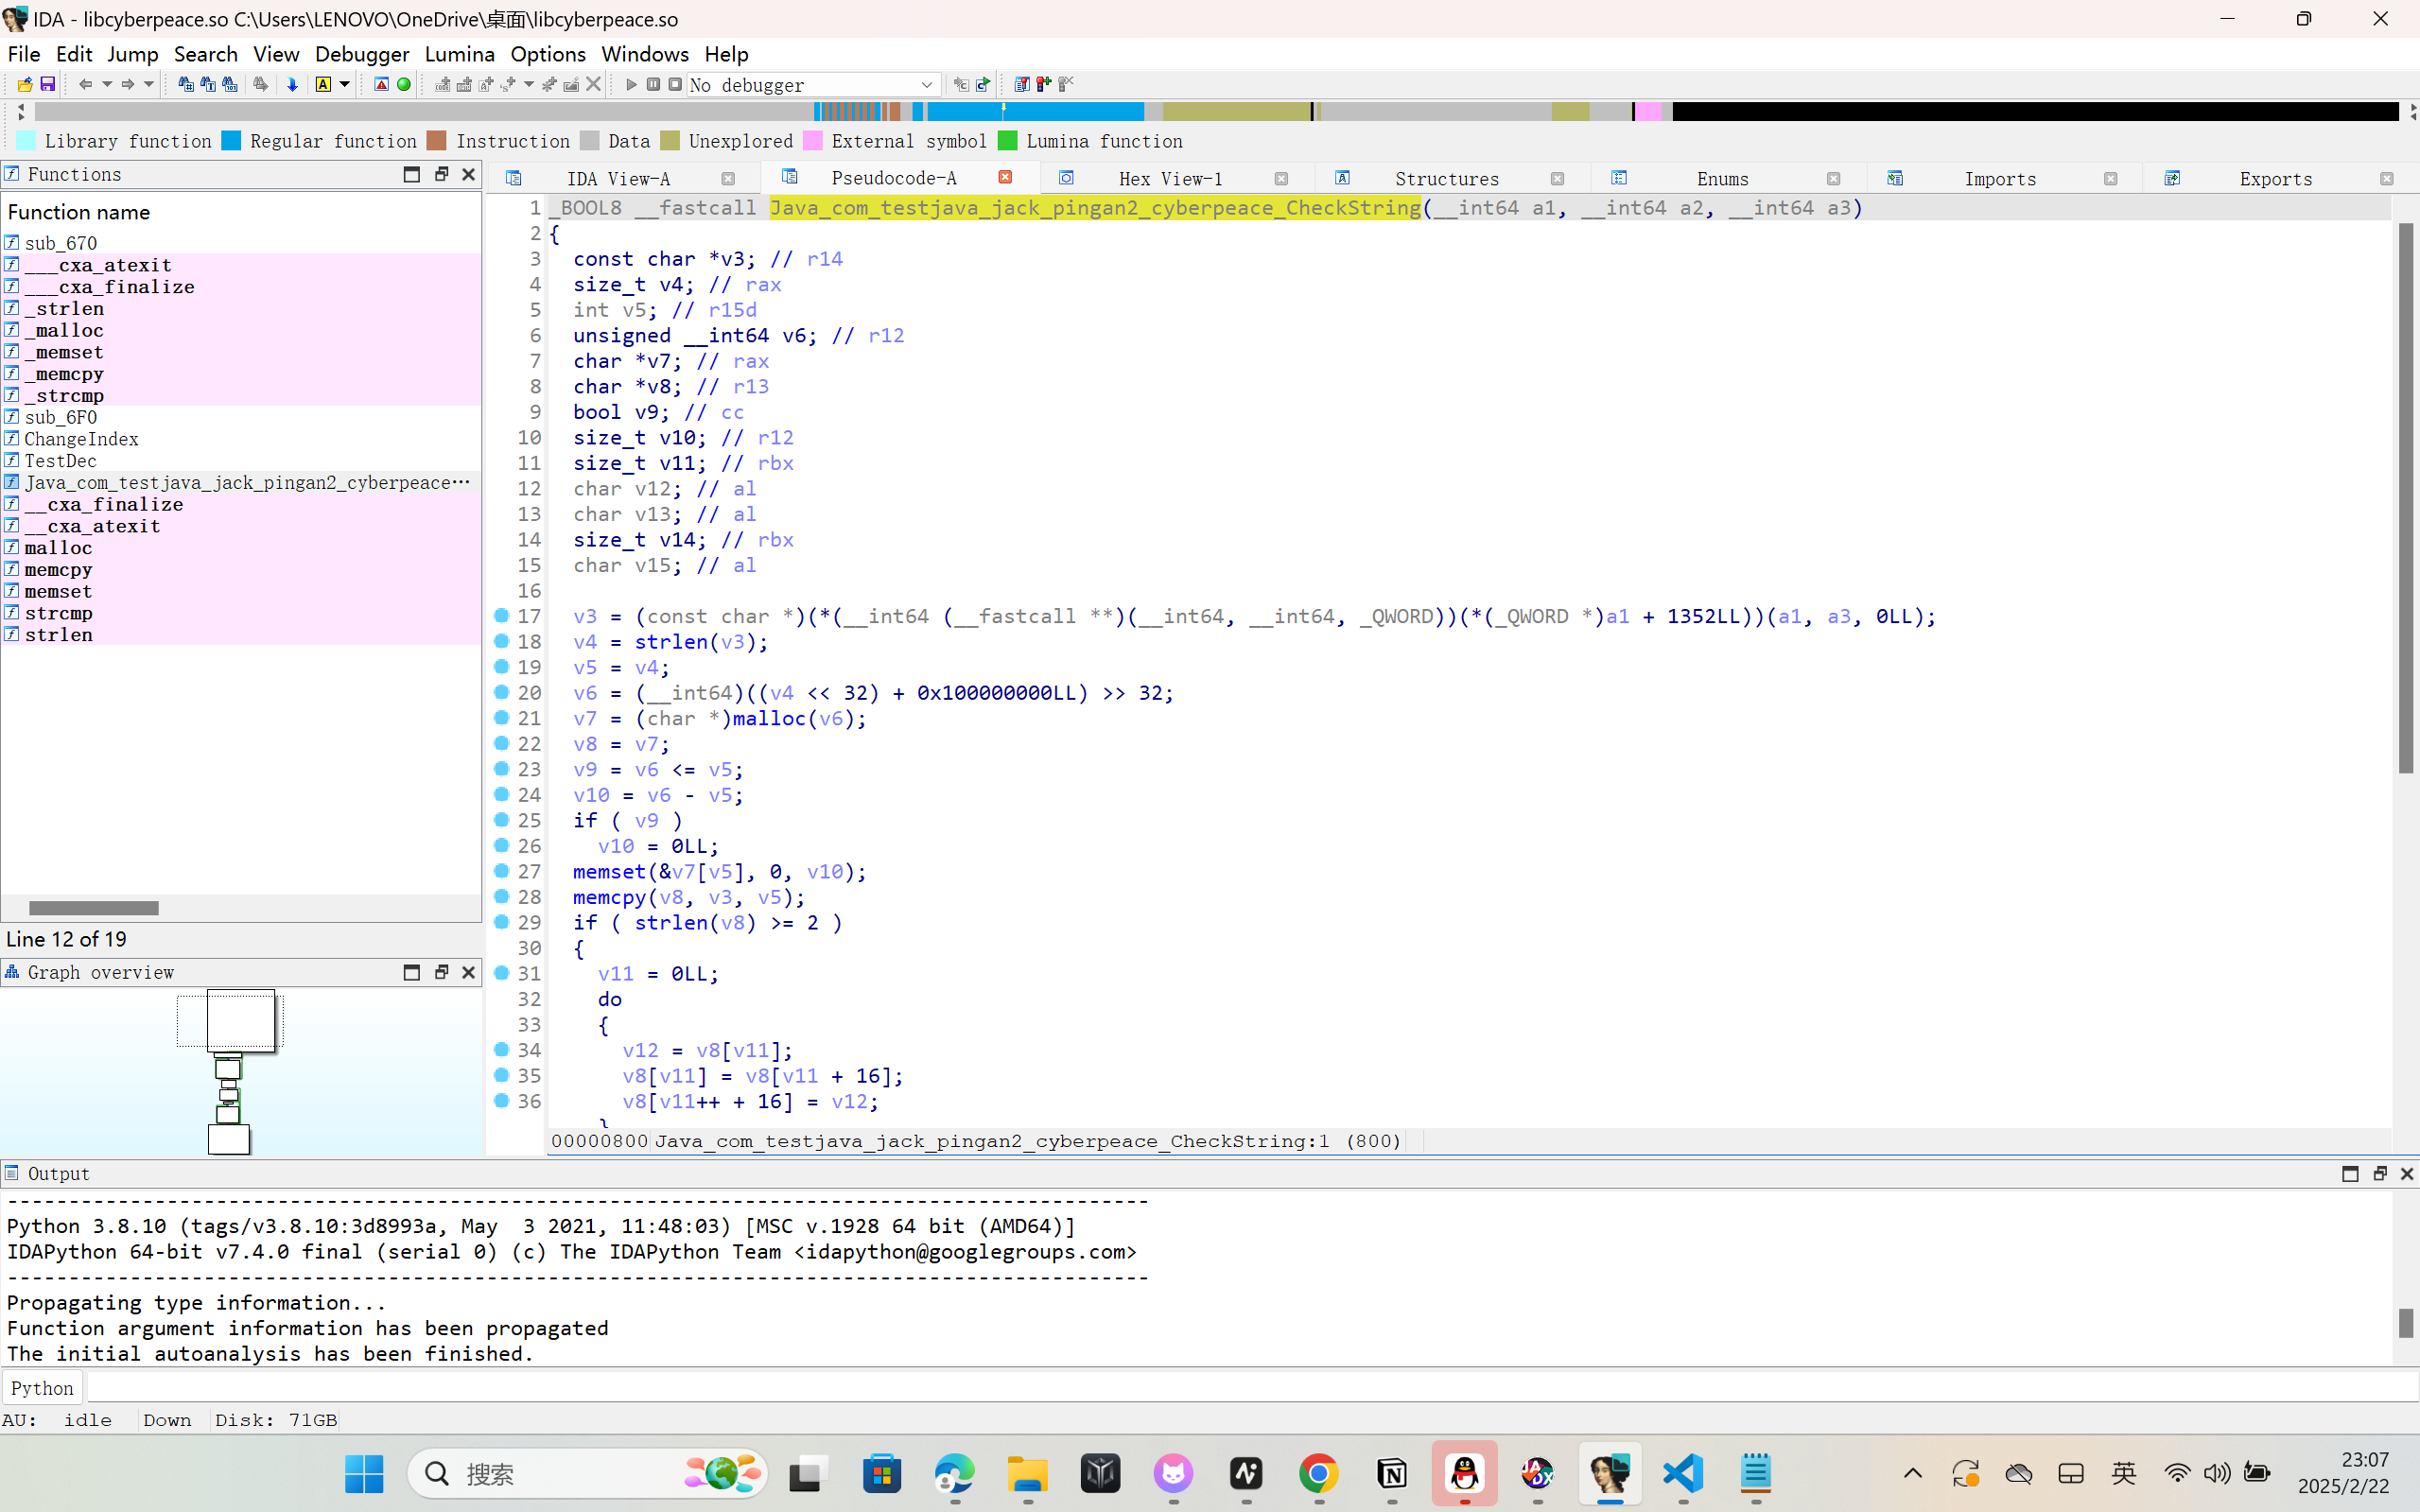 IDA - libcyberpeace.so C:\Users\LENOVO\OneDrive\桌面\libcyberpeace.so
File Edit Jump Search View Debugger Lumina Options Windows Help
No debugger
Library function Regular function Instruction Data Unexplored External symbol Lumina function
Functions
IDA View-A Pseudocode-A Hex View-1 Structures Enums Imports Exports
Function name
sub_670
___cxa_atexit
___cxa_finalize
_strlen
_malloc
_memset
_memcpy
_strcmp
sub_6F0
ChangeIndex
TestDec
Java_com_testjava_jack_pingan2_cyberpeace…
__cxa_finalize
__cxa_atexit
malloc
memcpy
memset
strcmp
strlen
Line 12 of 19
Graph overview
1 _BOOL8 __fastcall Java_com_testjava_jack_pingan2_cyberpeace_CheckString(__int64 a1, __int64 a2, __int64 a3)
2 {
3 const char *v3; // r14
4 size_t v4; // rax
5 int v5; // r15d
6 unsigned __int64 v6; // r12
7 char *v7; // rax
8 char *v8; // r13
9 bool v9; // cc
10 size_t v10; // r12
11 size_t v11; // rbx
12 char v12; // al
13 char v13; // al
14 size_t v14; // rbx
15 char v15; // al
16
17 v3 = (const char *)(*(__int64 (__fastcall **)(__int64, __int64, _QWORD))(*(_QWORD *)a1 + 1352LL))(a1, a3, 0LL);
18 v4 = strlen(v3);
19 v5 = v4;
20 v6 = (__int64)((v4 << 32) + 0x100000000LL) >> 32;
21 v7 = (char *)malloc(v6);
22 v8 = v7;
23 v9 = v6 <= v5;
24 v10 = v6 - v5;
25 if ( v9 )
26 v10 = 0LL;
27 memset(&v7[v5], 0, v10);
28 memcpy(v8, v3, v5);
29 if ( strlen(v8) >= 2 )
30 {
31 v11 = 0LL;
32 do
33 {
34 v12 = v8[v11];
35 v8[v11] = v8[v11 + 16];
36 v8[v11++ + 16] = v12;
}
00000800 Java_com_testjava_jack_pingan2_cyberpeace_CheckString:1 (800)
Output
---------------------------------------------------------------------------------------------
Python 3.8.10 (tags/v3.8.10:3d8993a, May  3 2021, 11:48:03) [MSC v.1928 64 bit (AMD64)]
IDAPython 64-bit v7.4.0 final (serial 0) (c) The IDAPython Team <idapython@googlegroups.com>
---------------------------------------------------------------------------------------------
Propagating type information...
Function argument information has been propagated
The initial autoanalysis has been finished.
Python
AU: idle Down Disk: 71GB
搜索
英
23:07
2025/2/22